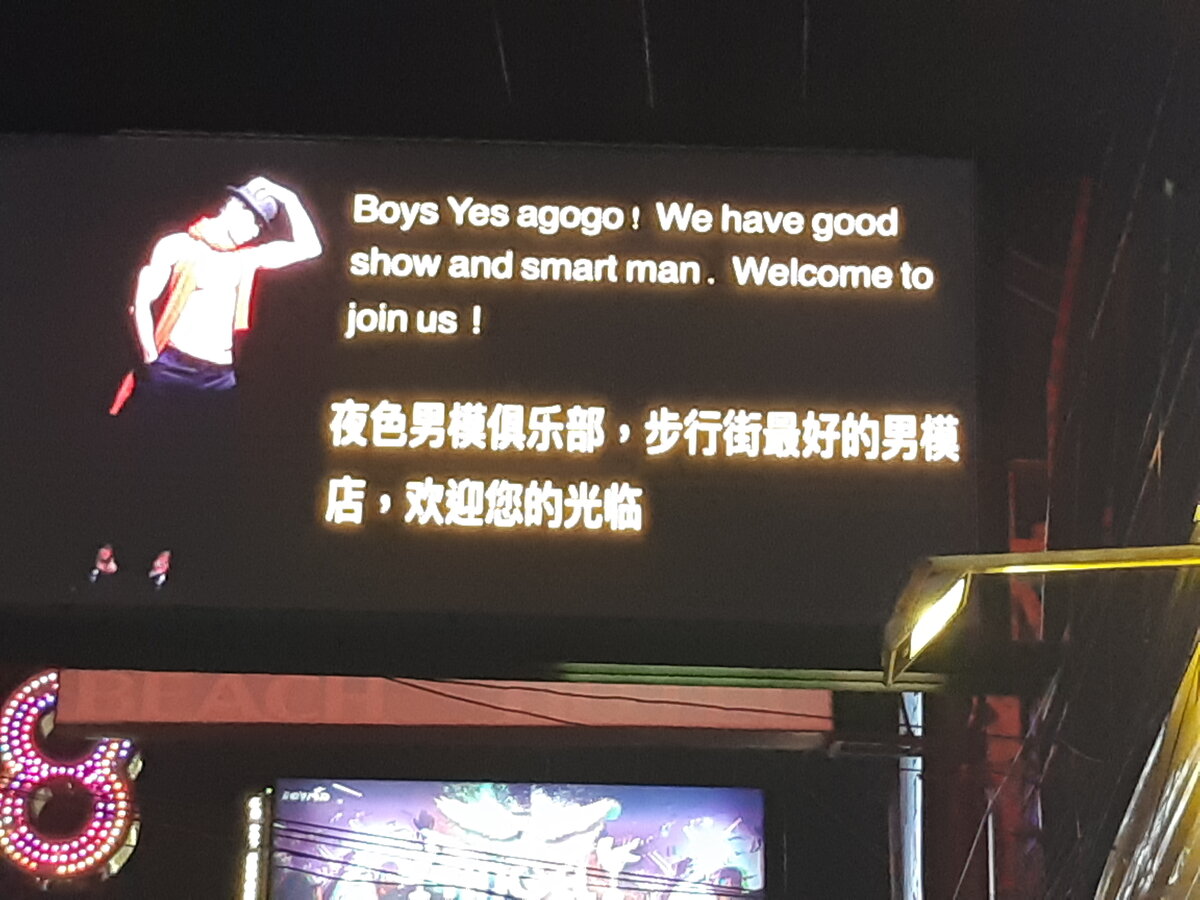 Boys Yes agogo！ We have good
show and smart man． Welcome to
join us！
夜色男模俱乐部，步行街最好的男模
店，欢迎您的光临
BEACH